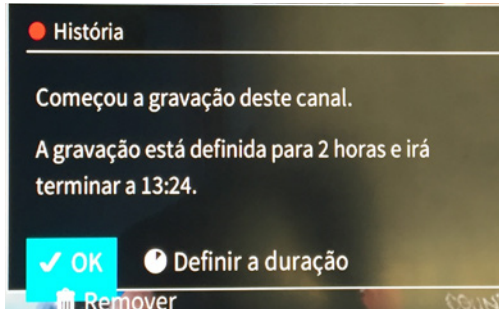 História
Começou a gravação deste canal.
A gravação está definida para 2 horas e irá
terminar a 13:24.
OK
Definir a duração
Remover